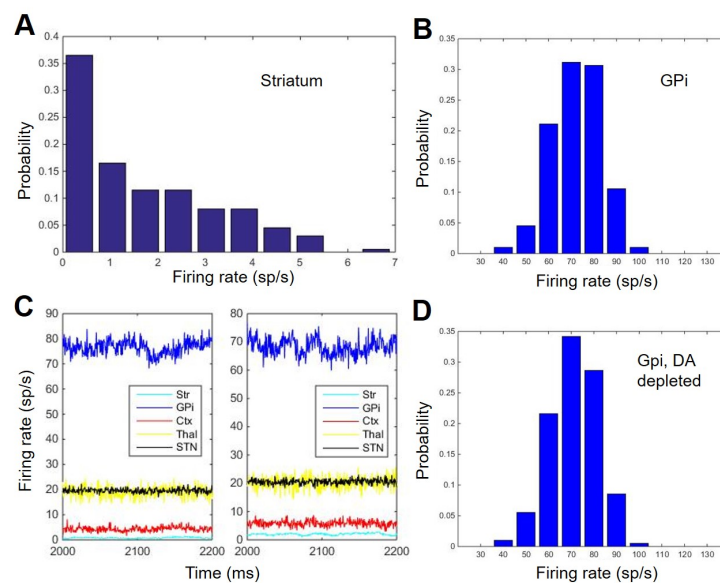 A
Striatum
Probability
0.4
0.35
0.3
0.25
0.2
0.15
0.1
0.05
0
0 1 2 3 4 5 6 7
Firing rate (sp/s)
B
GPi
Probability
0.35
0.3
0.25
0.2
0.15
0.1
0.05
0
30 40 50 60 70 80 90 100 110 120 130
Firing rate (sp/s)
C
Firing rate (sp/s)
90
80
70
60
50
40
30
20
10
0
Str
GPi
Ctx
Thal
STN
2000 2100 2200
80
70
60
50
40
30
20
10
0
Str
GPi
Ctx
Thal
STN
2000 2100 2200
Time (ms)
D
Gpi, DA
depleted
Probability
0.35
0.3
0.25
0.2
0.15
0.1
0.05
0
30 40 50 60 70 80 90 100 110 120 130
Firing rate (sp/s)